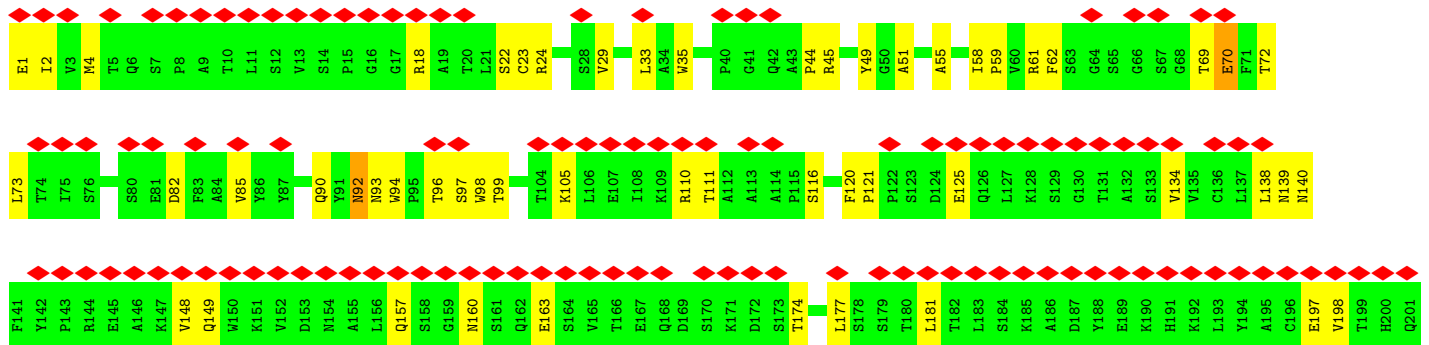 E1 I2 V3 M4 T5 Q6 S7 P8 A9 T10 L11 S12 V13 S14 P15 G16 G17 R18 A19 T20 L21 S22 C23 R24 S28 V29 L33 A34 W35 P40 G41 Q42 A43 P44 R45 Y49 G50 A51 A55 I58 P59 V60 R61 F62 S63 G64 S65 G66 S67 G68 T69 E70 F71 T72
L73 T74 I75 S76 S80 E81 D82 F83 A84 V85 Y86 Y87 Q90 Y91 N92 N93 W94 P95 T96 S97 W98 T99 T104 K105 L106 E107 I108 K109 R110 T111 A112 A113 A114 P115 S116 F120 P121 P122 S123 D124 E125 Q126 L127 K128 S129 G130 T131 A132 S133 V134 V135 C136 L137 L138 N139 N140
F141 Y142 P143 R144 E145 A146 K147 V148 Q149 W150 K151 V152 D153 N154 A155 L156 Q157 S158 G159 N160 S161 Q162 E163 S164 V165 T166 E167 Q168 D169 S170 K171 D172 S173 T174 L177 S178 S179 T180 L181 T182 L183 S184 K185 A186 D187 Y188 E189 K190 H191 K192 L193 Y194 A195 C196 E197 V198 T199 H200 Q201